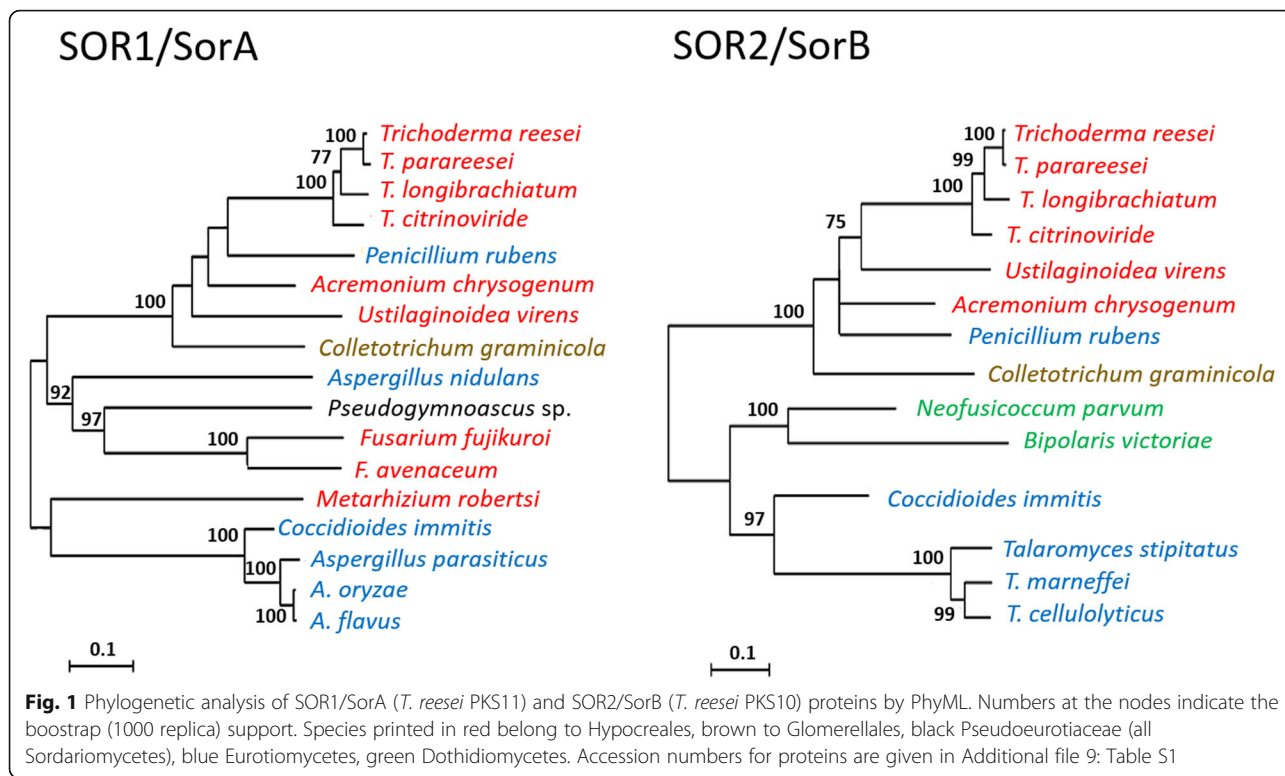 SOR1/SorA
100
Trichoderma reesei
77
T. parareesei
100
T. longibrachiatum
T. citrinoviride
Penicillium rubens
Acremonium chrysogenum
100
Ustilaginoidea virens
Colletotrichum graminicola
92
Aspergillus nidulans
97
Pseudogymnoascus sp.
100
Fusarium fujikuroi
F. avenaceum
Metarhizium robertsi
100
Coccidioides immitis
100
Aspergillus parasiticus
A. oryzae
100
A. flavus
0.1
SOR2/SorB
100
Trichoderma reesei
99
T. parareesei
100
T. longibrachiatum
75
T. citrinoviride
Ustilaginoidea virens
100
Acremonium chrysogenum
Penicillium rubens
Colletotrichum graminicola
100
Neofusicoccum parvum
Bipolaris victoriae
97
Coccidioides immitis
100
Talaromyces stipitatus
T. marneffei
99
T. cellulolyticus
0.1
Fig. 1 Phylogenetic analysis of SOR1/SorA (T. reesei PKS11) and SOR2/SorB (T. reesei PKS10) proteins by PhyML. Numbers at the nodes indicate the
boostrap (1000 replica) support. Species printed in red belong to Hypocreales, brown to Glomerellales, black Pseudoeurotiaceae (all
Sordariomycetes), blue Eurotiomycetes, green Dothidiomycetes. Accession numbers for proteins are given in Additional file 9: Table S1